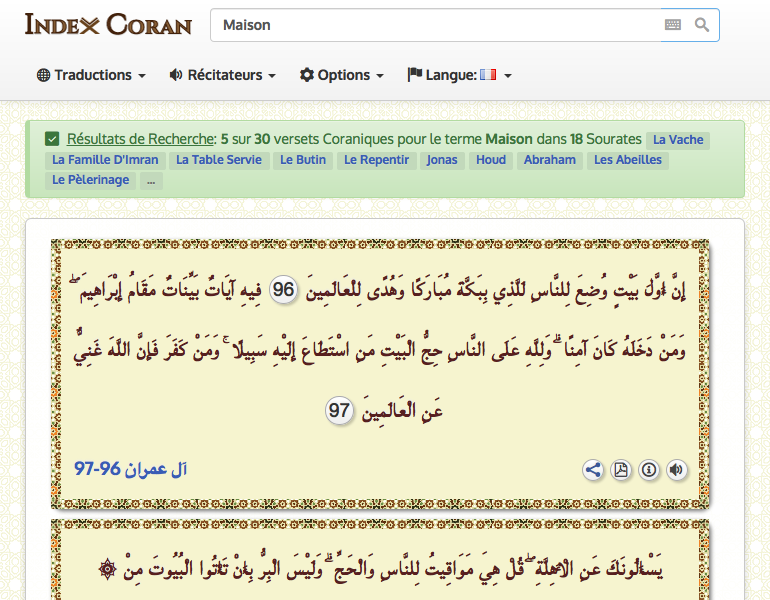 INDEX CORAN
Maison
Traductions Récitateurs Options Langue:
Résultats de Recherche: 5 sur 30 versets Coraniques pour le terme Maison dans 18 Sourates La Vache
La Famille D'Imran La Table Servie Le Butin Le Repentir Jonas Houd Abraham Les Abeilles
Le Pèlerinage ...
إِنَّ أَوَّلَ بَيْتٍ وُضِعَ لِلنَّاسِ لَلَّذِي بِبَكَّةَ مُبَارَكًا وَهُدًى لِلْعَالَمِينَ 96 فِيهِ آيَاتٌ بَيِّنَاتٌ مَقَامُ إِبْرَاهِيمَ ۖ
وَمَنْ دَخَلَهُ كَانَ آمِنًا ۗ وَلِلَّهِ عَلَى النَّاسِ حِجُّ الْبَيْتِ مَنِ اسْتَطَاعَ إِلَيْهِ سَبِيلًا ۚ وَمَنْ كَفَرَ فَإِنَّ اللَّهَ غَنِيٌّ
عَنِ الْعَالَمِينَ 97
آل عمران 96-97
يَسْأَلُونَكَ عَنِ الْأَهِلَّةِ ۖ قُلْ هِيَ مَوَاقِيتُ لِلنَّاسِ وَالْحَجِّ ۗ وَلَيْسَ الْبِرُّ بِأَنْ تَأْتُوا الْبُيُوتَ مِنْ ۞